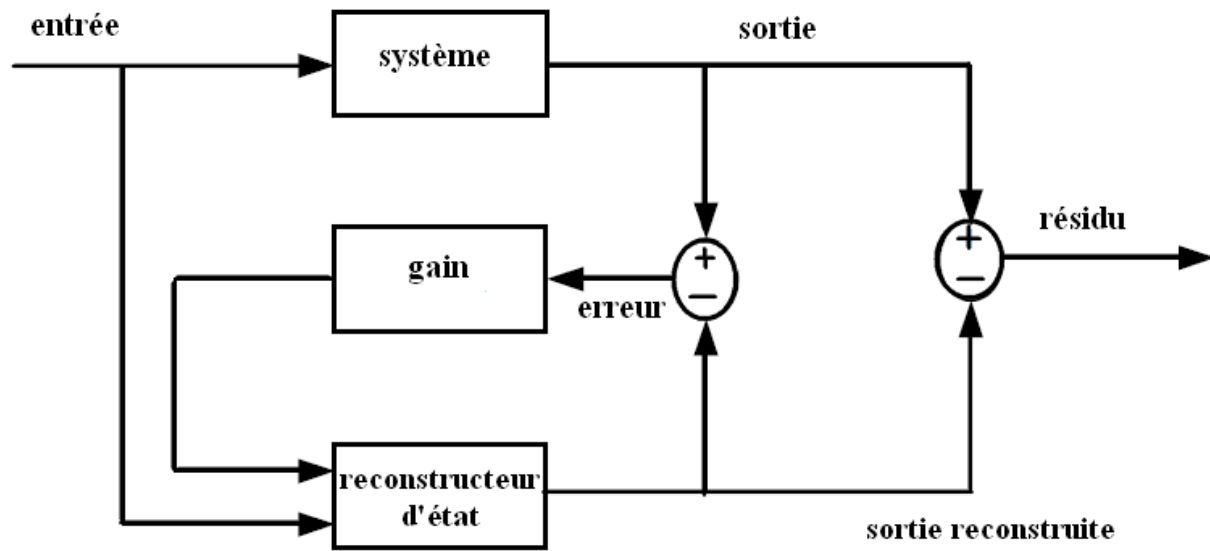 entrée
système
sortie
+
−
gain
erreur
+
−
résidu
reconstructeur
d'état
sortie reconstruite